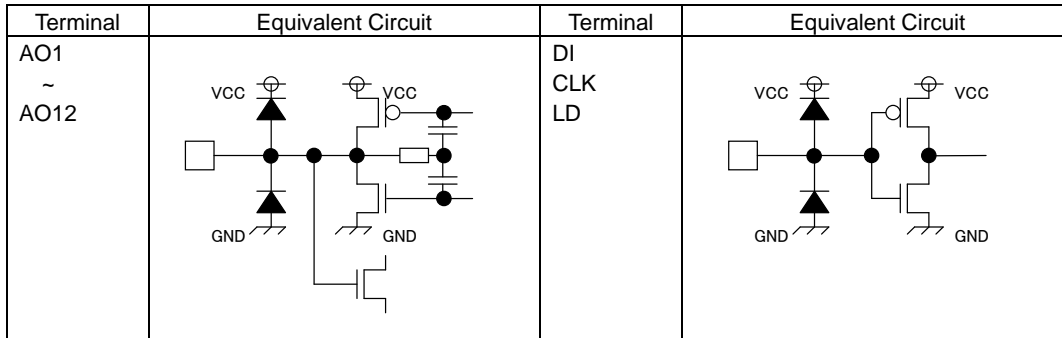 Terminal Equivalent Circuit Terminal Equivalent Circuit
AO1
~
AO12
VCC VCC
GND GND
DI
CLK
LD
VCC VCC
GND GND